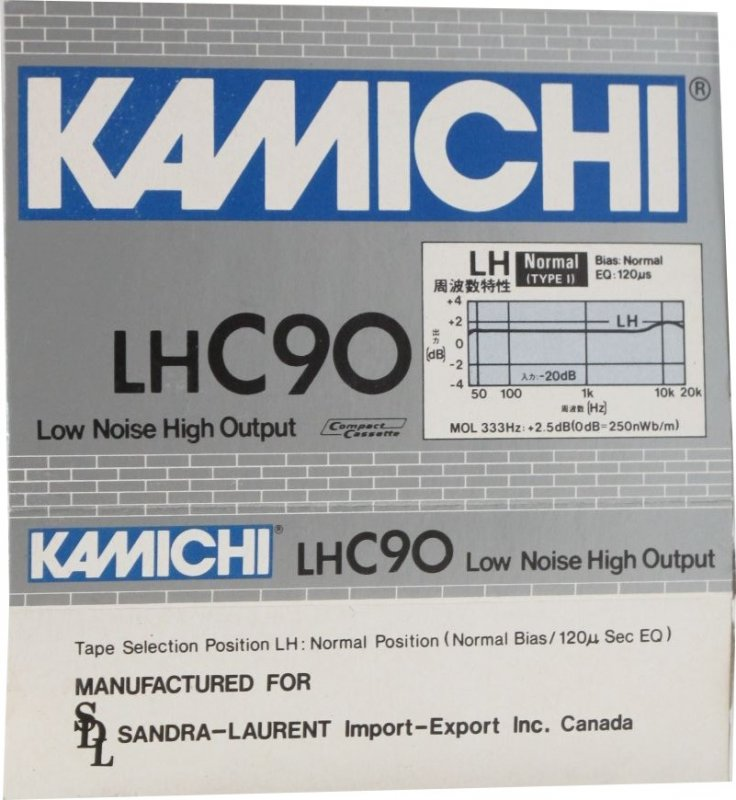 KAMICHI®
LH Normal (TYPE I) Bias: Normal EQ: 120μs
周波数特性
+4
+2
0
-2
-4
出力
(dB)
LH
入力:-20dB
50 100 1k 10k 20k
周波数 (Hz)
MOL 333Hz: +2.5dB(0dB=250nWb/m)
LHC90
Low Noise High Output Compact Cassette
KAMICHI® LHC90 Low Noise High Output
Tape Selection Position LH: Normal Position (Normal Bias/120μ Sec EQ)
MANUFACTURED FOR
SDL SANDRA-LAURENT Import-Export Inc. Canada